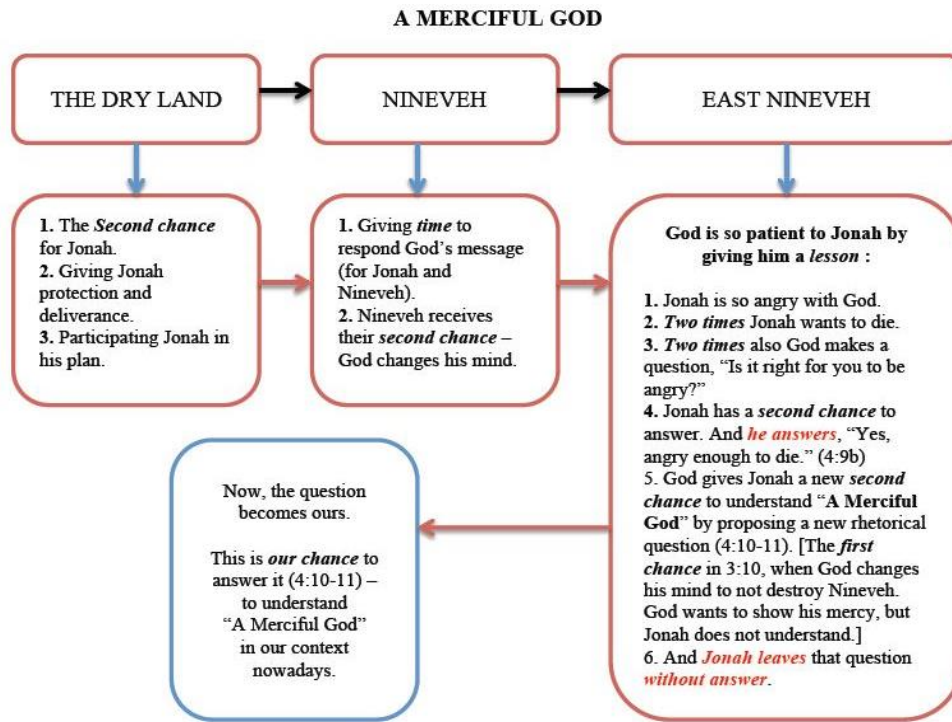 A MERCIFUL GOD
THE DRY LAND
NINEVEH
EAST NINEVEH
1. The Second chance
for Jonah.
2. Giving Jonah
protection and
deliverance.
3. Participating Jonah in
his plan.
1. Giving time to
respond God’s message
(for Jonah and
Nineveh).
2. Nineveh receives
their second chance –
God changes his mind.
God is so patient to Jonah by
giving him a lesson :
1. Jonah is so angry with God.
2. Two times Jonah wants to die.
3. Two times also God makes a
question, “Is it right for you to be
angry?”
4. Jonah has a second chance to
answer. And he answers, “Yes,
angry enough to die.” (4:9b)
5. God gives Jonah a new second
chance to understand “A Merciful
God” by proposing a new rhetorical
question (4:10-11). [The first
chance in 3:10, when God changes
his mind to not destroy Nineveh.
God wants to show his mercy, but
Jonah does not understand.]
6. And Jonah leaves that question
without answer.
Now, the question
becomes ours.
This is our chance to
answer it (4:10-11) –
to understand
“A Merciful God”
in our context
nowadays.